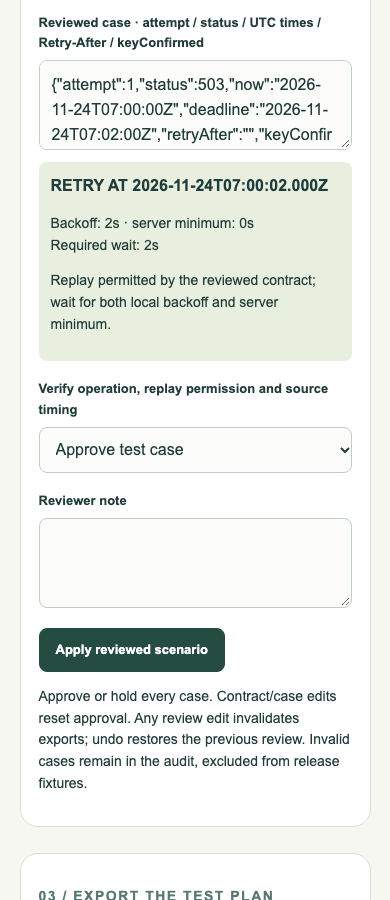 Reviewed case · attempt / status / UTC times /
Retry-After / keyConfirmed
{"attempt":1,"status":503,"now":"2026-
11-24T07:00:00Z","deadline":"2026-11-
24T07:02:00Z","retryAfter":"","keyConfir
RETRY AT 2026-11-24T07:00:02.000Z
Backoff: 2s · server minimum: 0s
Required wait: 2s
Replay permitted by the reviewed contract;
wait for both local backoff and server
minimum.
Verify operation, replay permission and source
timing
Approve test case
Reviewer note
Apply reviewed scenario
Approve or hold every case. Contract/case edits
reset approval. Any review edit invalidates
exports; undo restores the previous review. Invalid
cases remain in the audit, excluded from release
fixtures.
03 / EXPORT THE TEST PLAN